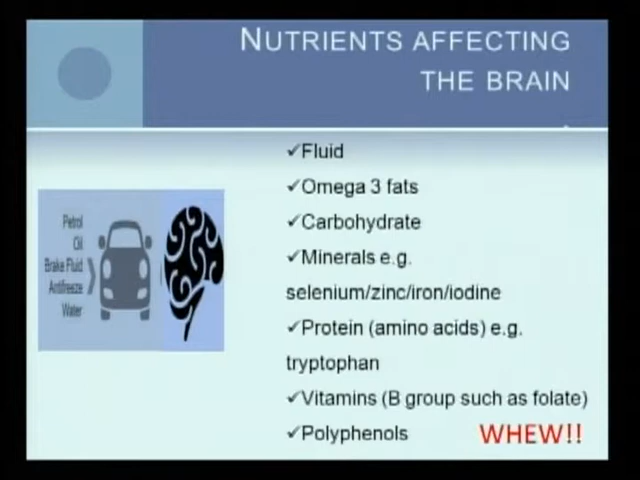 NUTRIENTS AFFECTING
THE BRAIN
Petrol
Oil
Brake Fluid
Antifreeze
Water
✓Fluid
✓Omega 3 fats
✓Carbohydrate
✓Minerals e.g.
selenium/zinc/iron/iodine
✓Protein (amino acids) e.g.
tryptophan
✓Vitamins (B group such as folate)
✓Polyphenols
WHEW!!